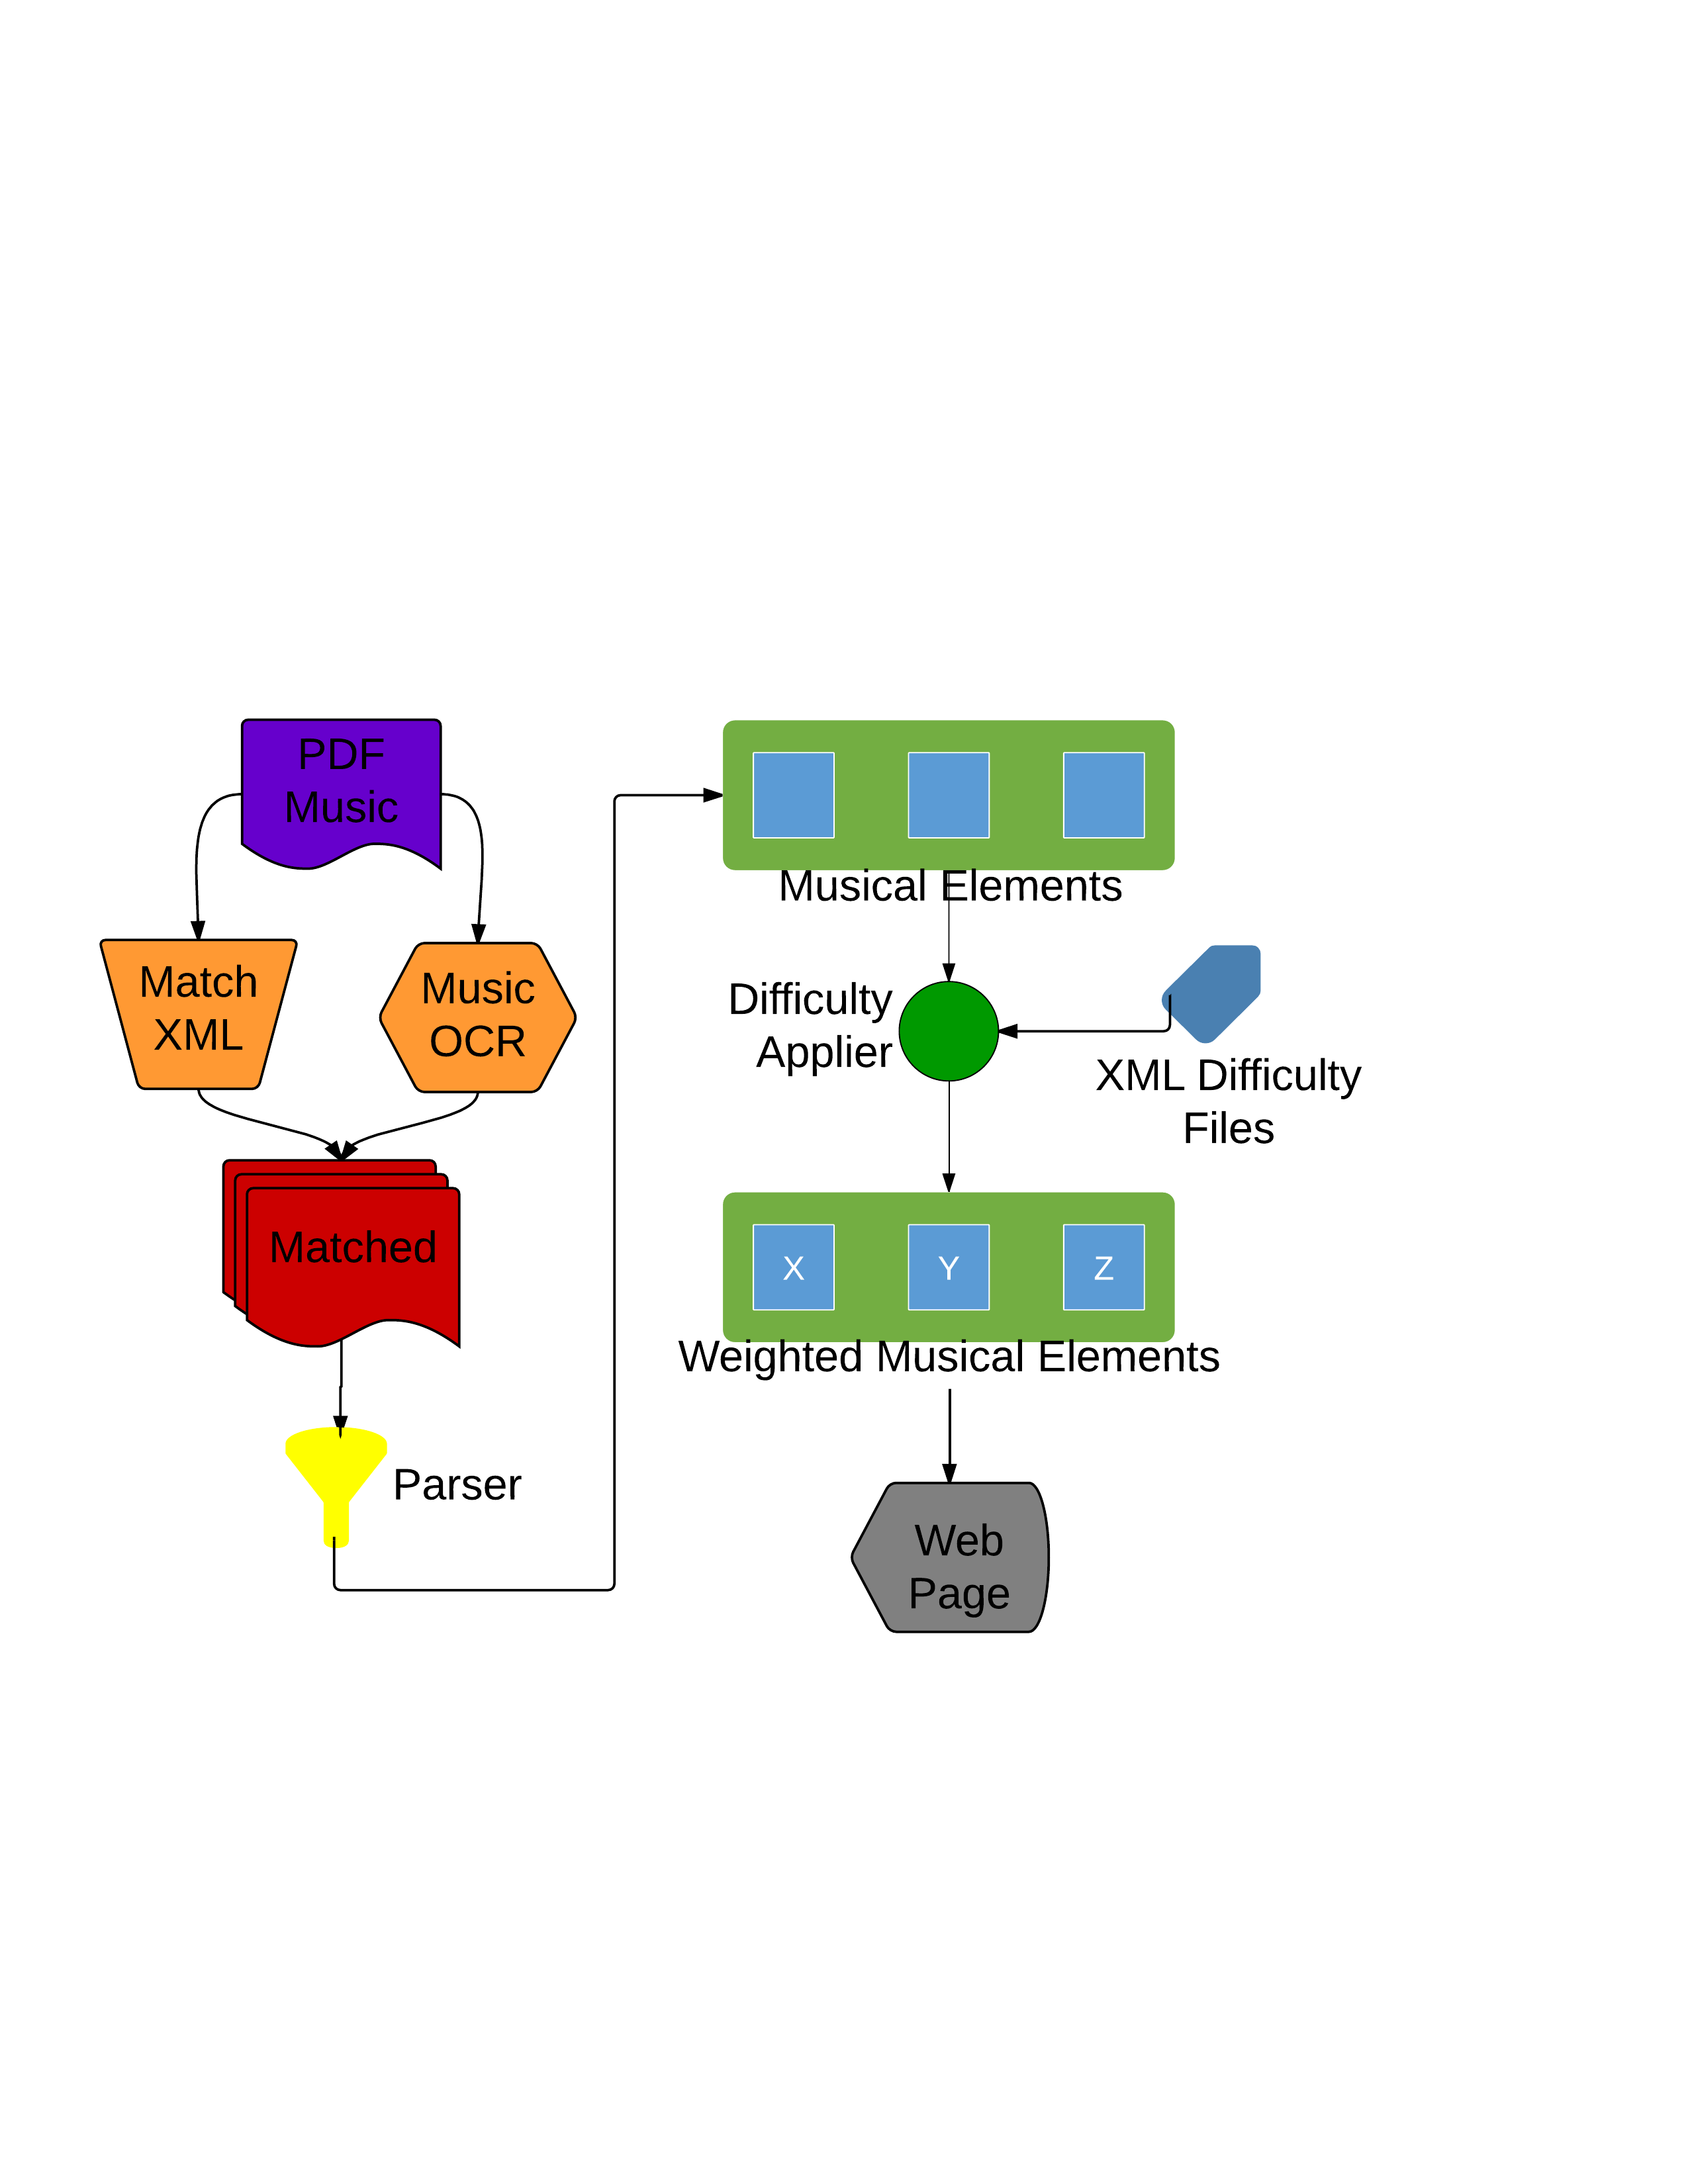 PDF
Music
Match
XML
Music
OCR
Matched
Parser
Musical Elements
Difficulty
Applier
XML Difficulty
Files
X
Y
Z
Weighted Musical Elements
Web
Page